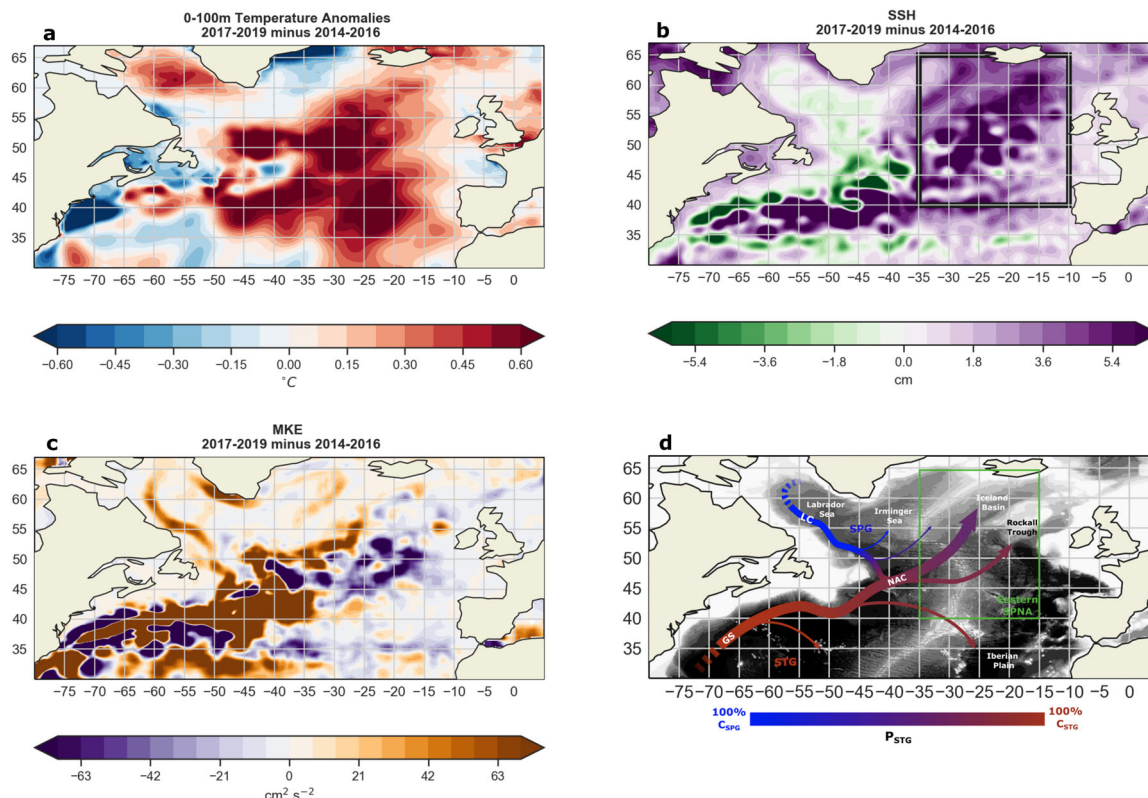 a
0-100m Temperature Anomalies
2017-2019 minus 2014-2016
65
60
55
50
45
40
35
−75 −70 −65 −60 −55 −50 −45 −40 −35 −30 −25 −20 −15 −10 −5 0
−0.60 −0.45 −0.30 −0.15 0.00 0.15 0.30 0.45 0.60
°C
b
SSH
2017-2019 minus 2014-2016
65
60
55
50
45
40
35
−75 −70 −65 −60 −55 −50 −45 −40 −35 −30 −25 −20 −15 −10 −5 0
−5.4 −3.6 −1.8 0.0 1.8 3.6 5.4
cm
c
MKE
2017-2019 minus 2014-2016
65
60
55
50
45
40
35
−75 −70 −65 −60 −55 −50 −45 −40 −35 −30 −25 −20 −15 −10 −5 0
−63 −42 −21 0 21 42 63
cm² s⁻²
d
65
60
55
50
45
40
35
LC
Labrador
Sea
SPG
Irminger
Sea
Iceland
Basin
Rockall
Trough
NAC
Eastern
SPNA
GS
STG
Iberian
Plain
−75 −70 −65 −60 −55 −50 −45 −40 −35 −30 −25 −20 −15 −10 −5 0
100%
C_SPG
P_STG
100%
C_STG